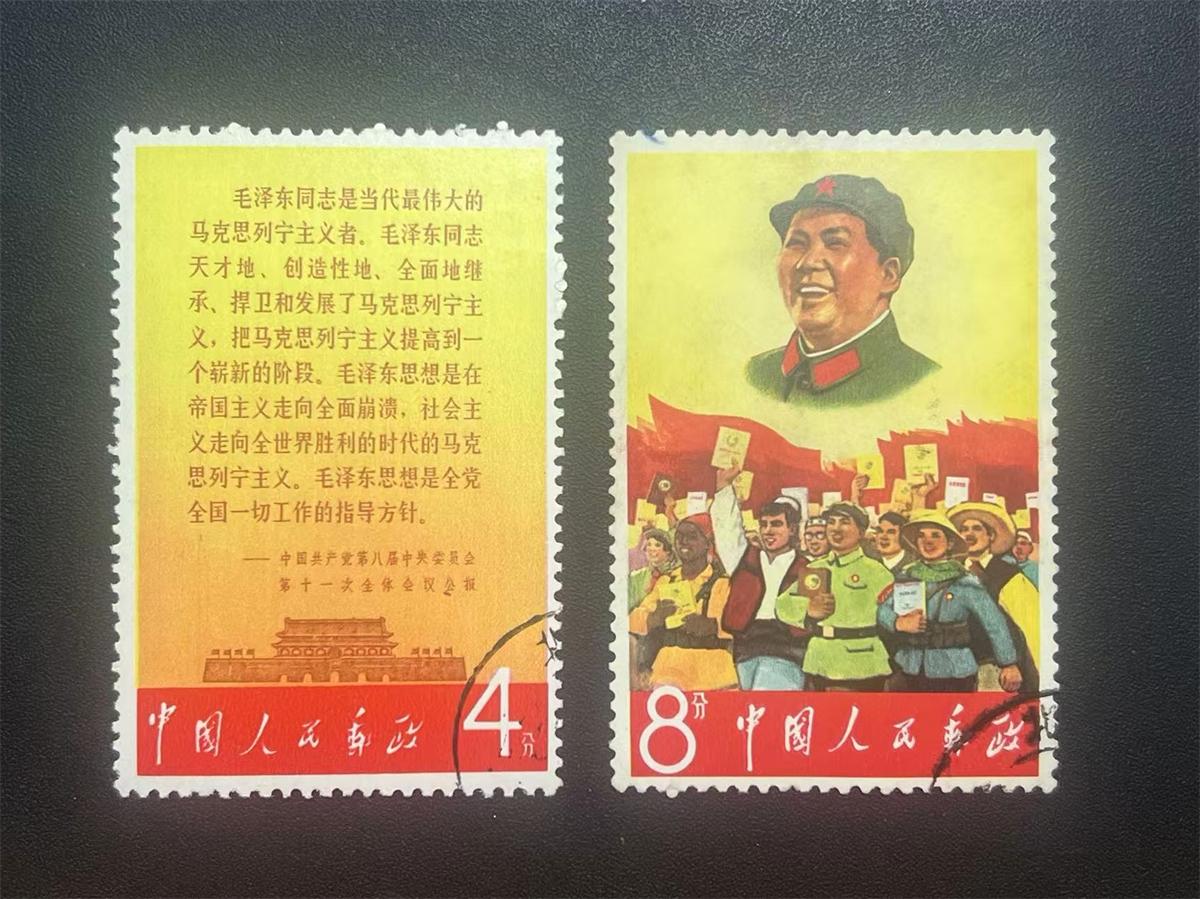 毛泽东同志是当代最伟大的
马克思列宁主义者。毛泽东同志
天才地、创造性地、全面地继
承、捍卫和发展了马克思列宁主
义，把马克思列宁主义提高到一
个崭新的阶段。毛泽东思想是在
帝国主义走向全面崩溃，社会主
义走向全世界胜利的时代的马克
思列宁主义。毛泽东思想是全党
全国一切工作的指导方针。
——中国共产党第八届中央委员会
第十一次全体会议公报
中国人民邮政
4分
8分
中国人民邮政